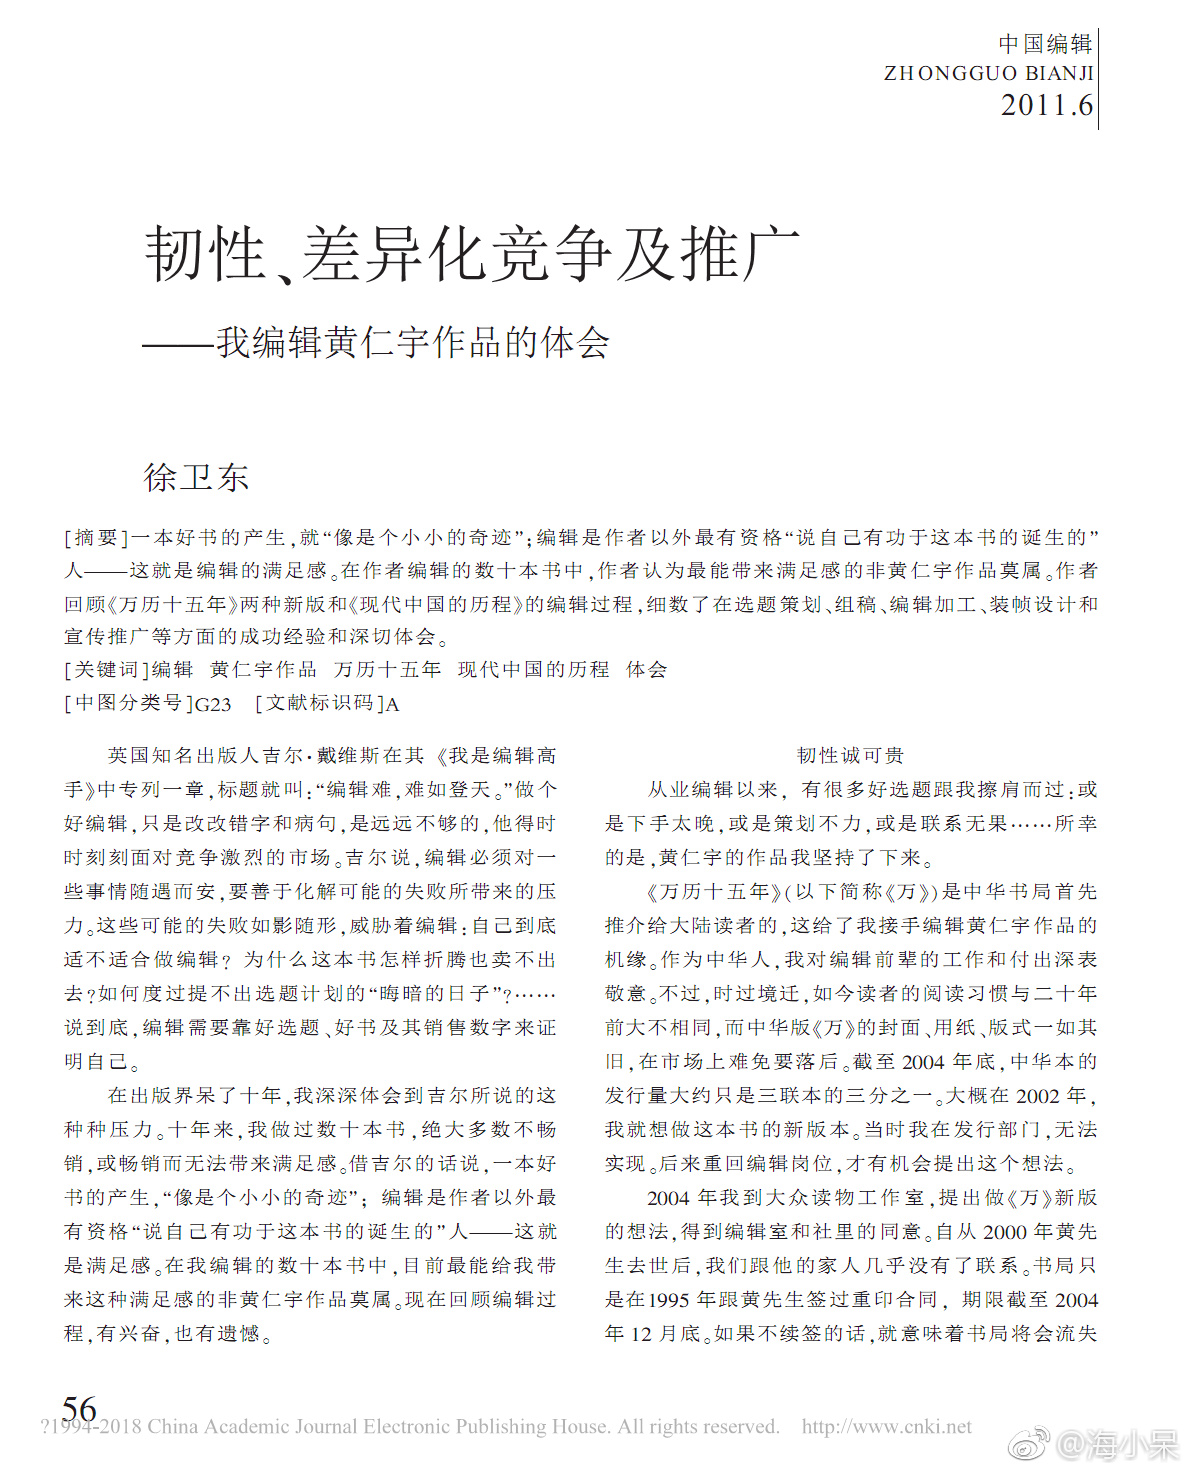 中国编辑
ZHONGGUO BIANJI
2011.6
韧性、差异化竞争及推广
——我编辑黄仁宇作品的体会
徐卫东
[摘要]一本好书的产生,就“像是个小小的奇迹”;编辑是作者以外最有资格“说自己有功于这本书的诞生的”
人——这就是编辑的满足感。在作者编辑的数十本书中,作者认为最能带来满足感的非黄仁宇作品莫属。作者
回顾《万历十五年》两种新版和《现代中国的历程》的编辑过程,细数了在选题策划、组稿、编辑加工、装帧设计和
宣传推广等方面的成功经验和深切体会。
[关键词]编辑 黄仁宇作品 万历十五年 现代中国的历程 体会
[中图分类号]G23 [文献标识码]A
英国知名出版人吉尔·戴维斯在其《我是编辑高
手》中专列一章,标题就叫:“编辑难,难如登天。”做个
好编辑,只是改改错字和病句,是远远不够的,他得时
时刻刻面对竞争激烈的市场。吉尔说,编辑必须对一
些事情随遇而安,要善于化解可能的失败所带来的压
力。这些可能的失败如影随形,威胁着编辑:自己到底
适不适合做编辑? 为什么这本书怎样折腾也卖不出
去?如何度过提不出选题计划的“晦暗的日子”?……
说到底,编辑需要靠好选题、好书及其销售数字来证
明自己。
在出版界呆了十年,我深深体会到吉尔所说的这
种种压力。十年来,我做过数十本书,绝大多数不畅
销,或畅销而无法带来满足感。借吉尔的话说,一本好
书的产生,“像是个小小的奇迹”; 编辑是作者以外最
有资格“说自己有功于这本书的诞生的”人——这就
是满足感。在我编辑的数十本书中,目前最能给我带
来这种满足感的非黄仁宇作品莫属。现在回顾编辑过
程,有兴奋,也有遗憾。
韧性诚可贵
从业编辑以来, 有很多好选题跟我擦肩而过:或
是下手太晚,或是策划不力,或是联系无果……所幸
的是,黄仁宇的作品我坚持了下来。
《万历十五年》(以下简称《万》)是中华书局首先
推介给大陆读者的,这给了我接手编辑黄仁宇作品的
机缘。作为中华人,我对编辑前辈的工作和付出深表
敬意。不过,时过境迁,如今读者的阅读习惯与二十年
前大不相同,而中华版《万》的封面、用纸、版式一如其
旧,在市场上难免要落后。截至 2004 年底,中华本的
发行量大约只是三联本的三分之一。大概在 2002 年,
我就想做这本书的新版本。当时我在发行部门,无法
实现。后来重回编辑岗位,才有机会提出这个想法。
2004 年我到大众读物工作室,提出做《万》新版
的想法,得到编辑室和社里的同意。自从 2000 年黄先
生去世后,我们跟他的家人几乎没有了联系。书局只
是在1995 年跟黄先生签过重印合同, 期限截至 2004
年 12 月底。如果不续签的话,就意味着书局将会流失
56
?1994-2018 China Academic Journal Electronic Publishing House. All rights reserved. http://www.cnki.net
@海小呆